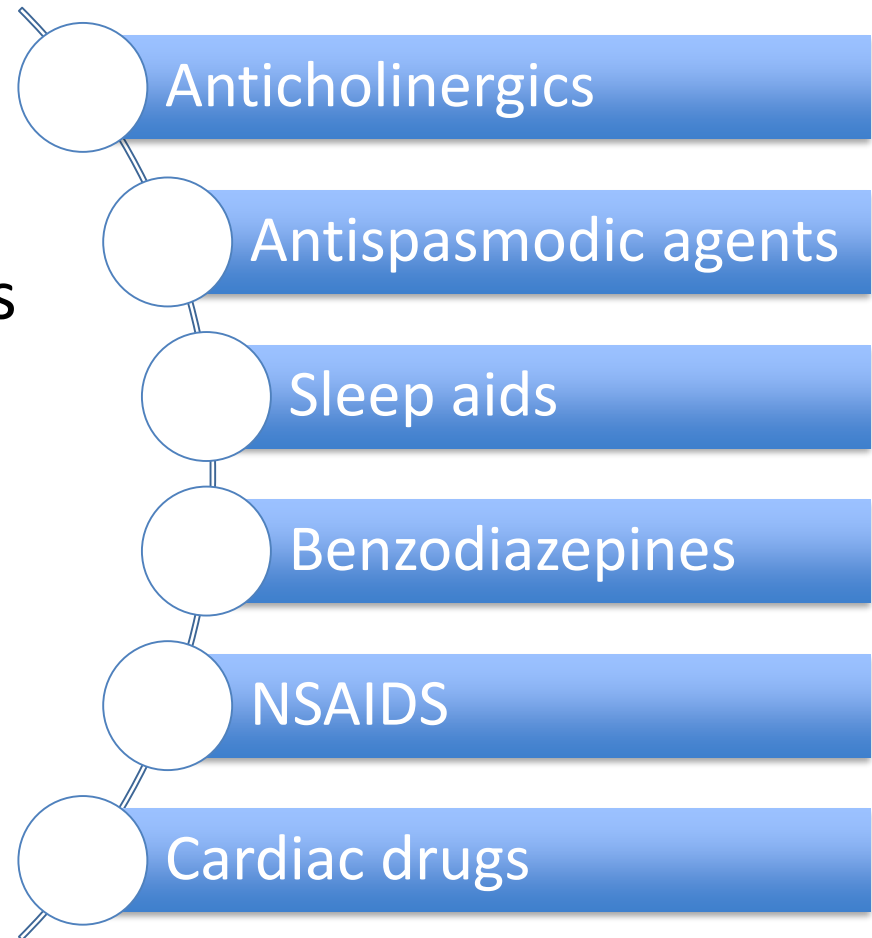 Anticholinergics
Antispasmodic agents
s
Sleep aids
Benzodiazepines
NSAIDS
Cardiac drugs